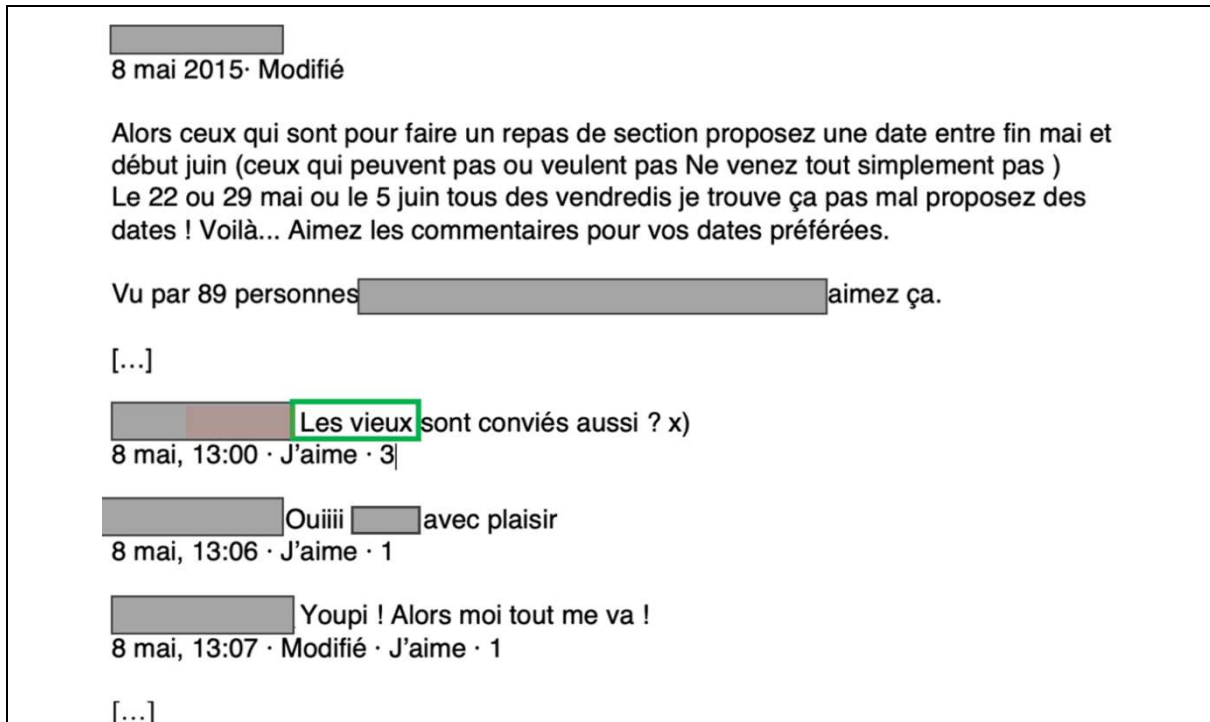 8 mai 2015· Modifié
Alors ceux qui sont pour faire un repas de section proposez une date entre fin mai et
début juin (ceux qui peuvent pas ou veulent pas Ne venez tout simplement pas )
Le 22 ou 29 mai ou le 5 juin tous des vendredis je trouve ça pas mal proposez des
dates ! Voilà... Aimez les commentaires pour vos dates préférées.
Vu par 89 personnes aimez ça.
[…]
Les vieux sont conviés aussi ? x)
8 mai, 13:00 · J’aime · 3
Ouiiii avec plaisir
8 mai, 13:06 · J’aime · 1
Youpi ! Alors moi tout me va !
8 mai, 13:07 · Modifié · J’aime · 1
[…]